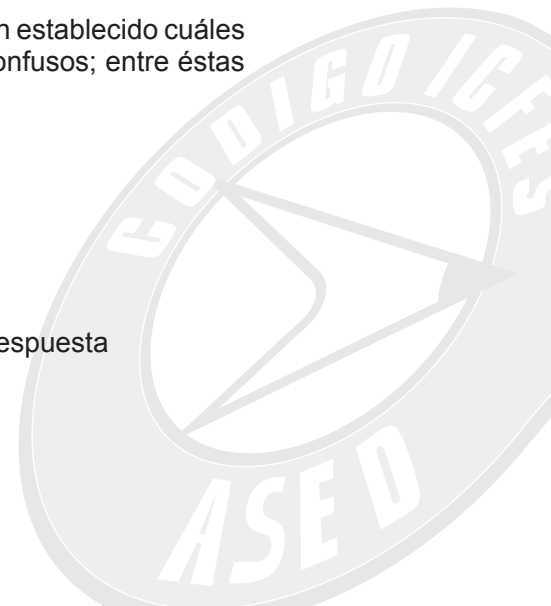 n establecido cuáles
onfusos; entre éstas
CODIGO ICFES
espuesta
ASED